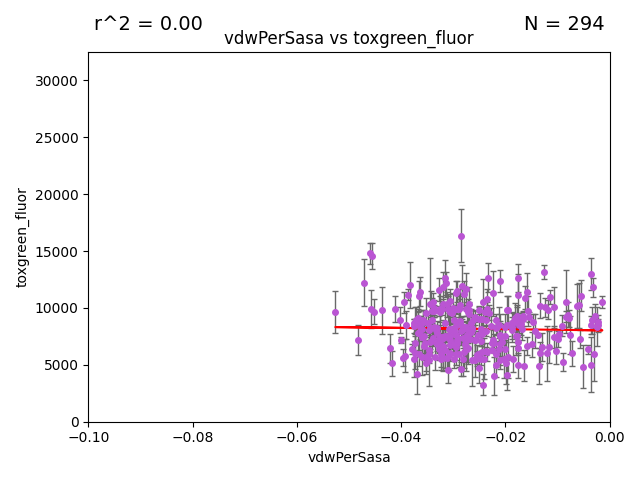 r^2 = 0.00
N = 294
vdwPerSasa vs toxgreen_fluor
30000
25000
20000
15000
10000
5000
0
toxgreen_fluor
−0.10
−0.08
−0.06
−0.04
−0.02
0.00
vdwPerSasa